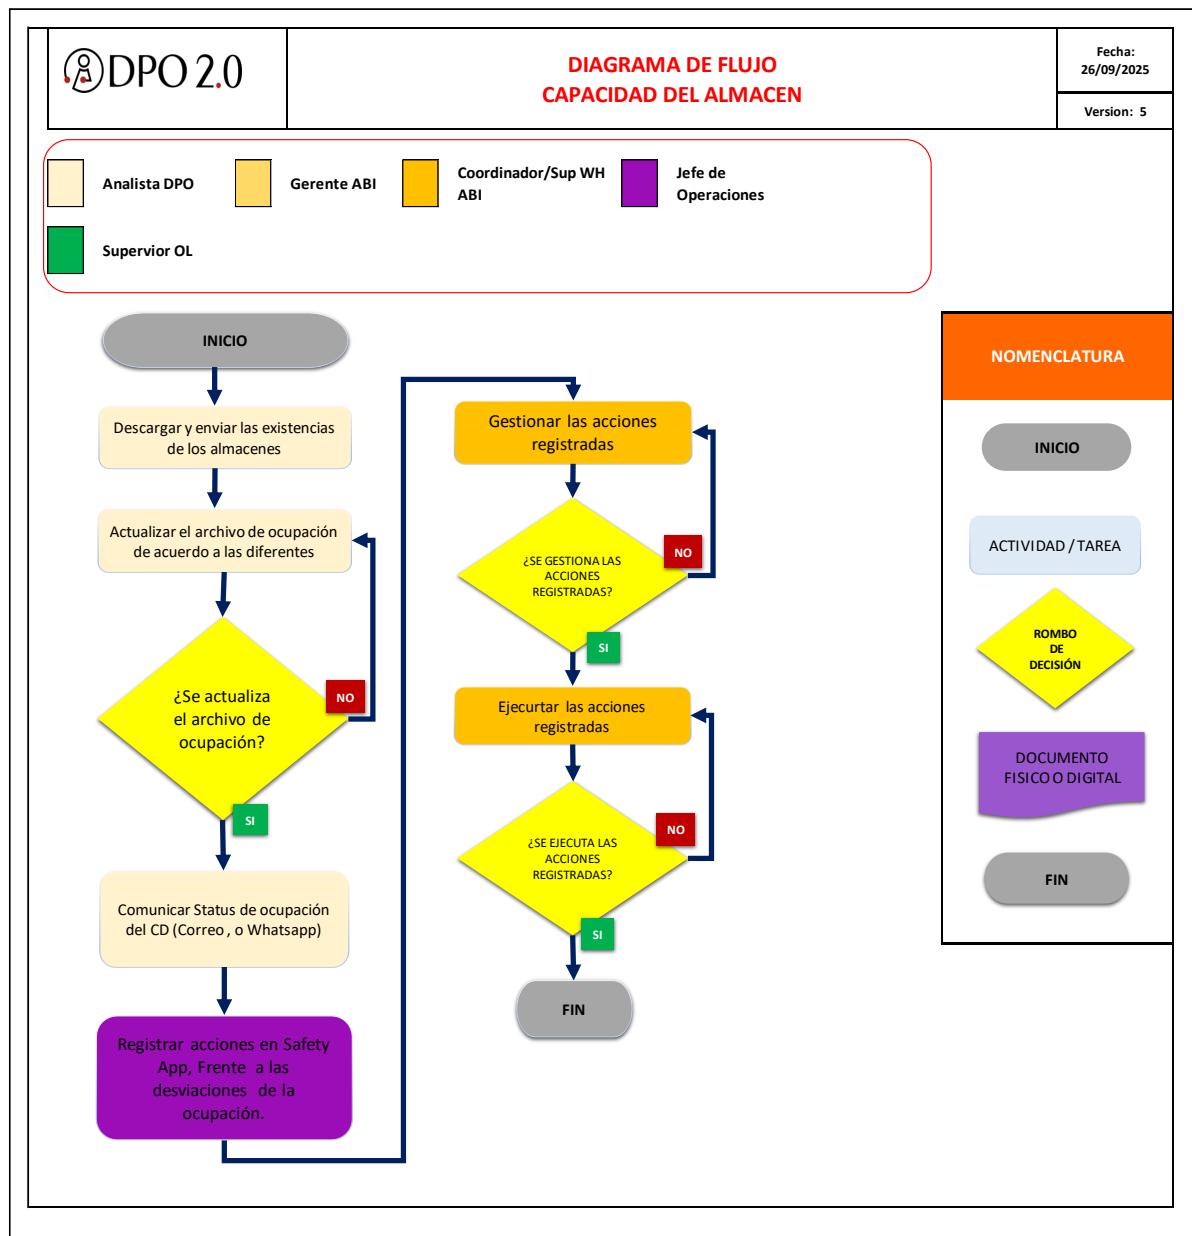 DPO 2.0
DIAGRAMA DE FLUJO
CAPACIDAD DEL ALMACEN
Fecha:
26/09/2025
Version: 5
Analista DPO
Gerente ABI
Coordinador/Sup WH
ABI
Jefe de
Operaciones
Supervior OL
INICIO
Descargar y enviar las existencias
de los almacenes
Actualizar el archivo de ocupación
de acuerdo a las diferentes
¿Se actualiza
el archivo de
ocupación?
NO
SI
Comunicar Status de ocupación
del CD (Correo , o Whatsapp)
Registrar acciones en Safety
App, Frente a las
desviaciones de la
ocupación.
Gestionar las acciones
registradas
¿SE GESTIONA LAS
ACCIONES
REGISTRADAS?
NO
SI
Ejecurtar las acciones
registradas
¿SE EJECUTA LAS
ACCIONES
REGISTRADAS?
NO
SI
FIN
NOMENCLATURA
INICIO
ACTIVIDAD / TAREA
ROMBO
DE
DECISIÓN
DOCUMENTO
FISICO O DIGITAL
FIN